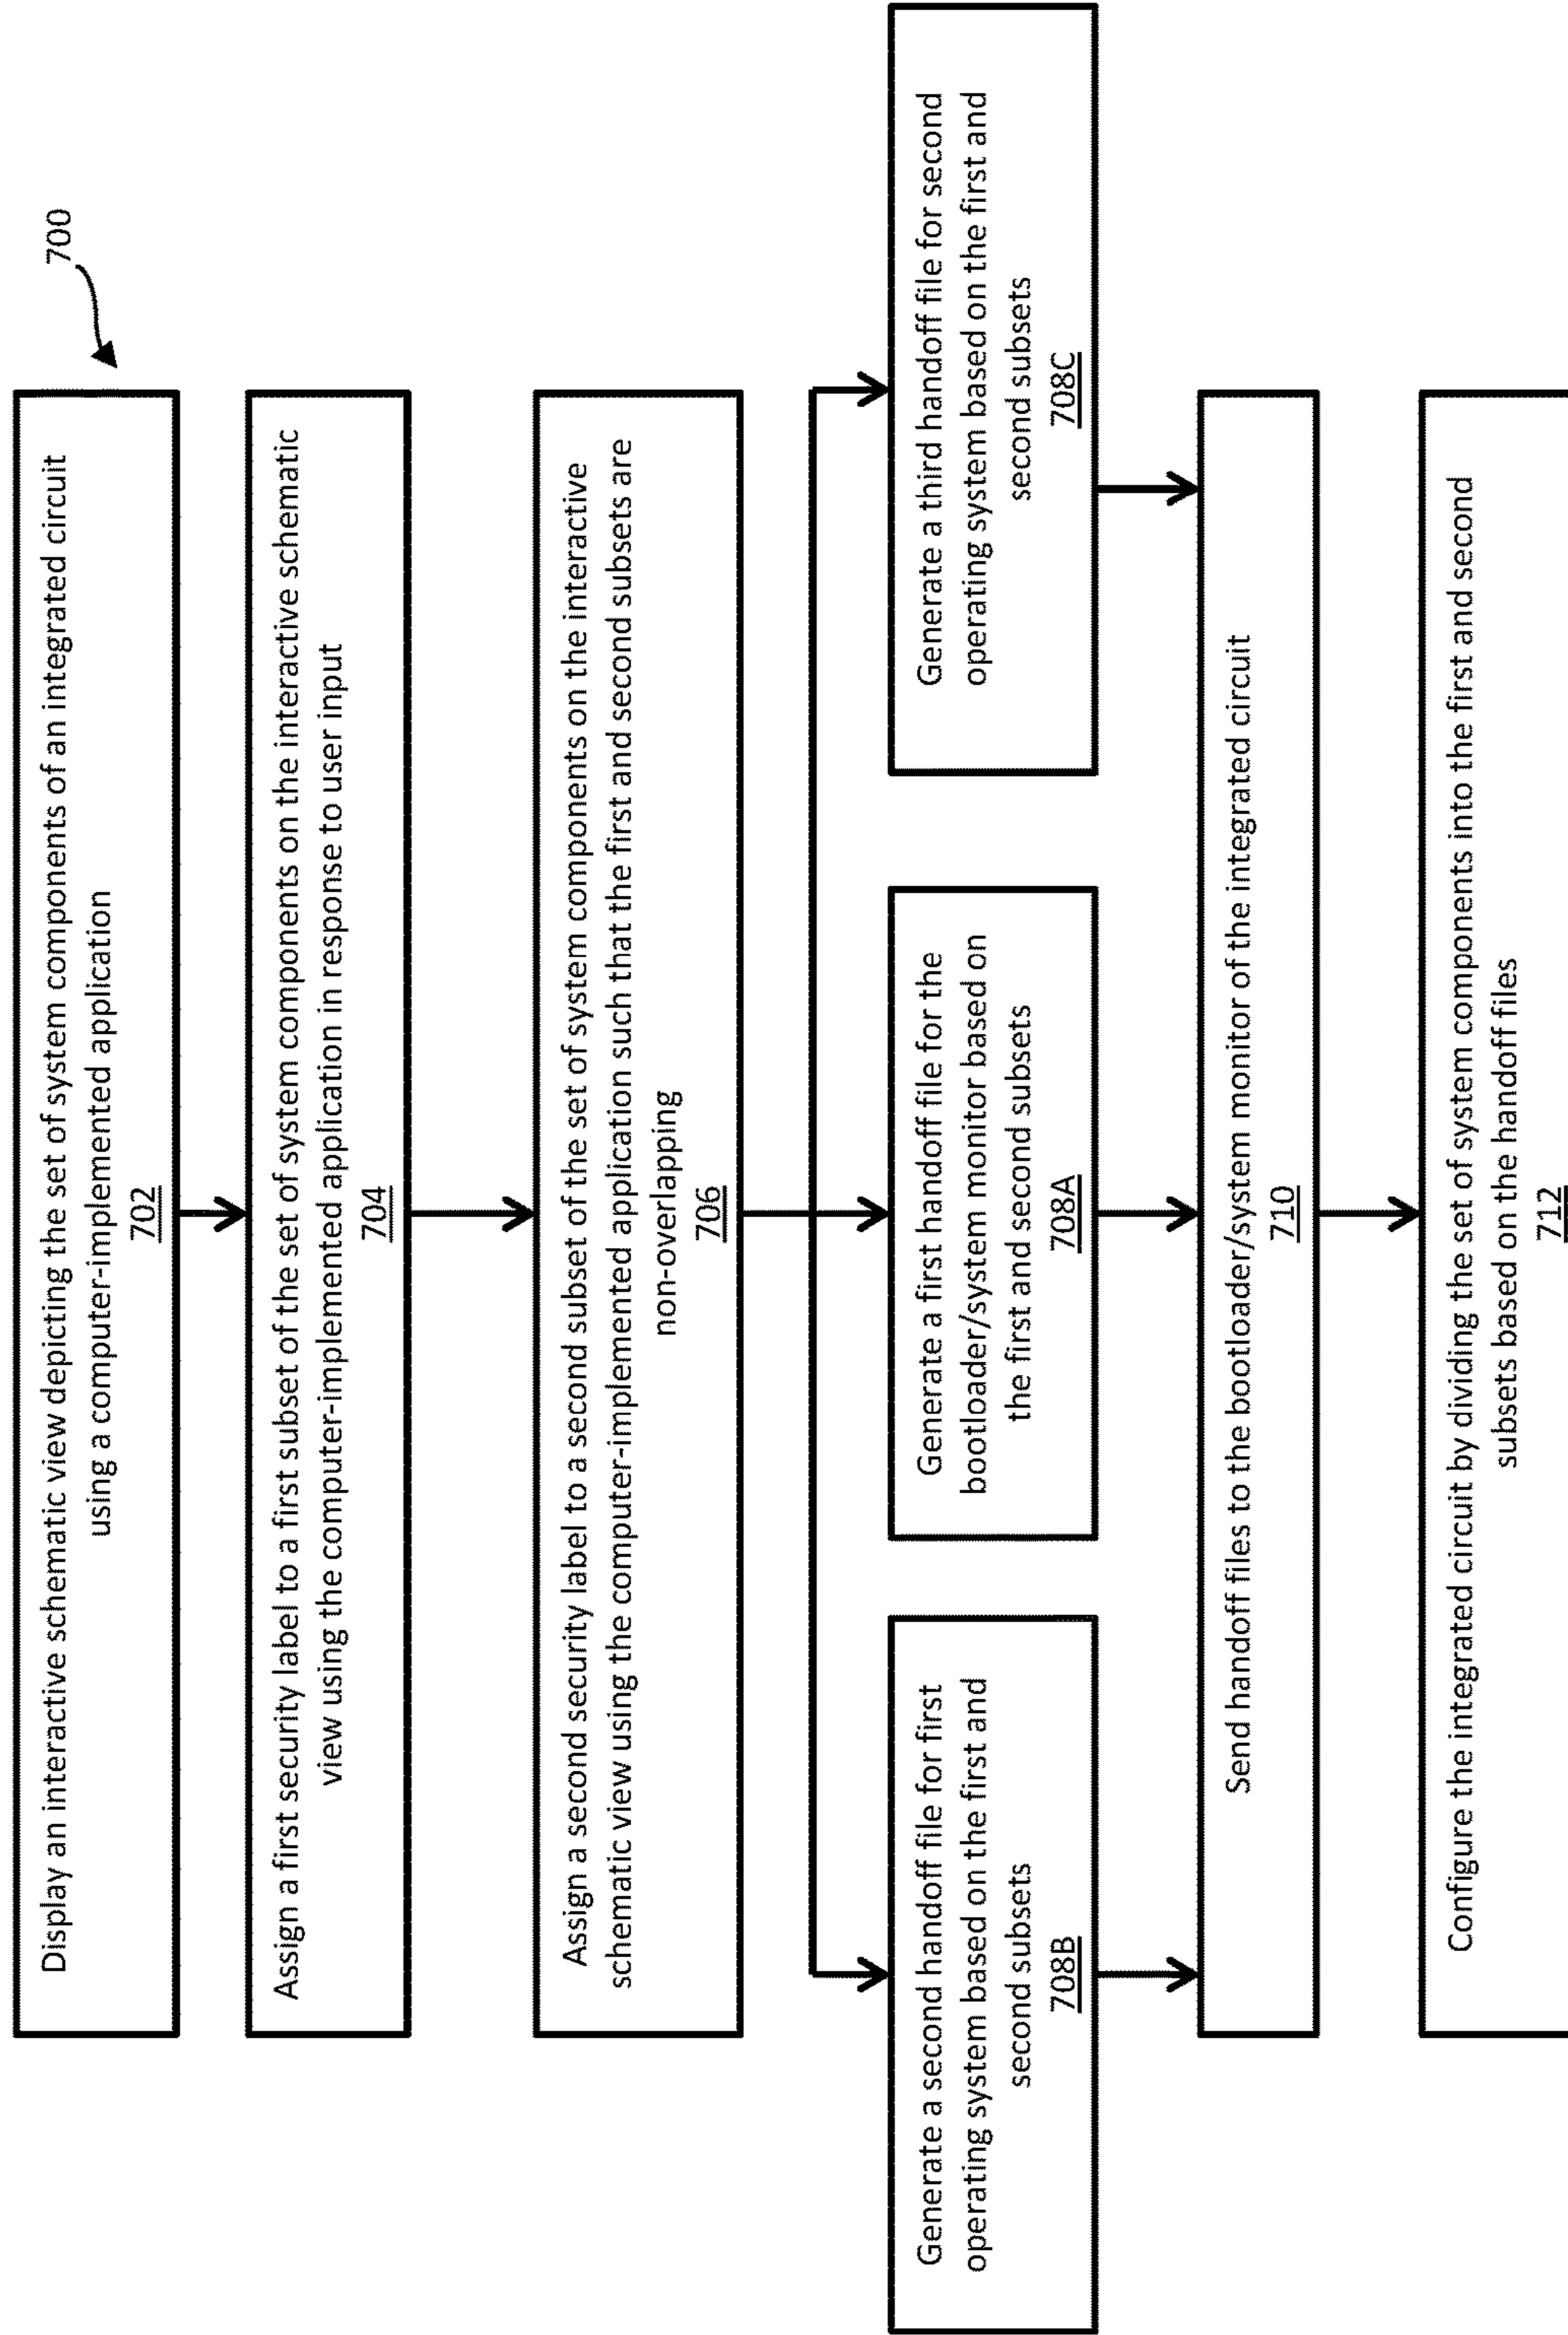 700
Display an interactive schematic view depicting the set of system components of an integrated circuit
using a computer-implemented application
702
Assign a first security label to a first subset of the set of system components on the interactive schematic
view using the computer-implemented application in response to user input
704
Assign a second security label to a second subset of the set of system components on the interactive
schematic view using the computer-implemented application such that the first and second subsets are
non-overlapping
706
Generate a second handoff file for first
operating system based on the first and
second subsets
708B
Generate a first handoff file for the
bootloader/system monitor based on
the first and second subsets
708A
Generate a third handoff file for second
operating system based on the first and
second subsets
708C
Send handoff files to the bootloader/system monitor of the integrated circuit
710
Configure the integrated circuit by dividing the set of system components into the first and second
subsets based on the handoff files
712